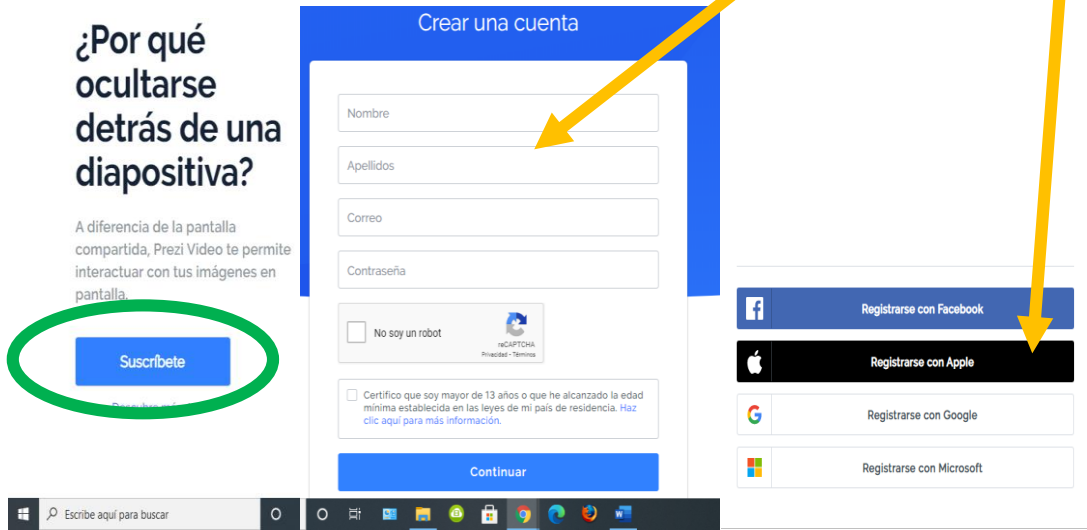 ¿Por qué
ocultarse
detrás de una
diapositiva?
A diferencia de la pantalla
compartida, Prezi Video te permite
interactuar con tus imágenes en
pantalla.
Suscríbete
Escribe aquí para buscar
Crear una cuenta
Nombre
Apellidos
Correo
Contraseña
No soy un robot
reCAPTCHA
Privacidad - Términos
Certifico que soy mayor de 13 años o que he alcanzado la edad
mínima establecida en las leyes de mi país de residencia. Haz
clic aquí para más información.
Continuar
Registrarse con Facebook
Registrarse con Apple
Registrarse con Google
Registrarse con Microsoft